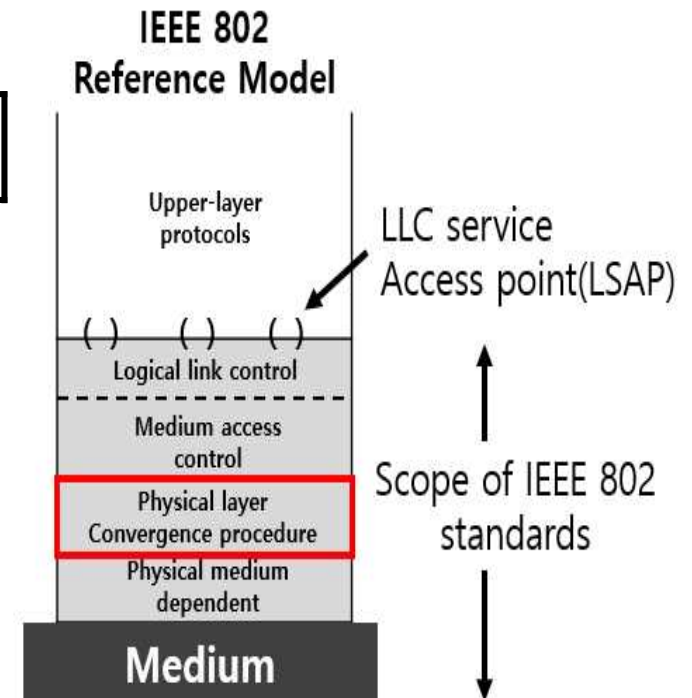 IEEE 802
Reference Model
Upper-layer
protocols
LLC service
Access point(LSAP)
( ) ( ) ( )
Logical link control
Medium access
control
Physical layer
Convergence procedure
Physical medium
dependent
Scope of IEEE 802
standards
Medium